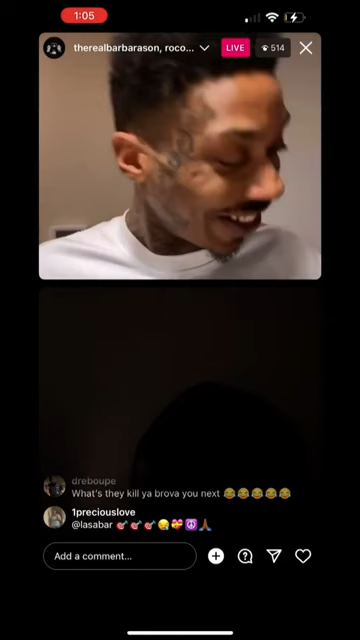 1:05
therealbarbarason, roco... LIVE 514
dreboupe
What's they kill ya brova you next 😂😂😂😂😂
1preciouslove
@lasabar 💘💘💘😪💝☮️🙏🏾
Add a comment...